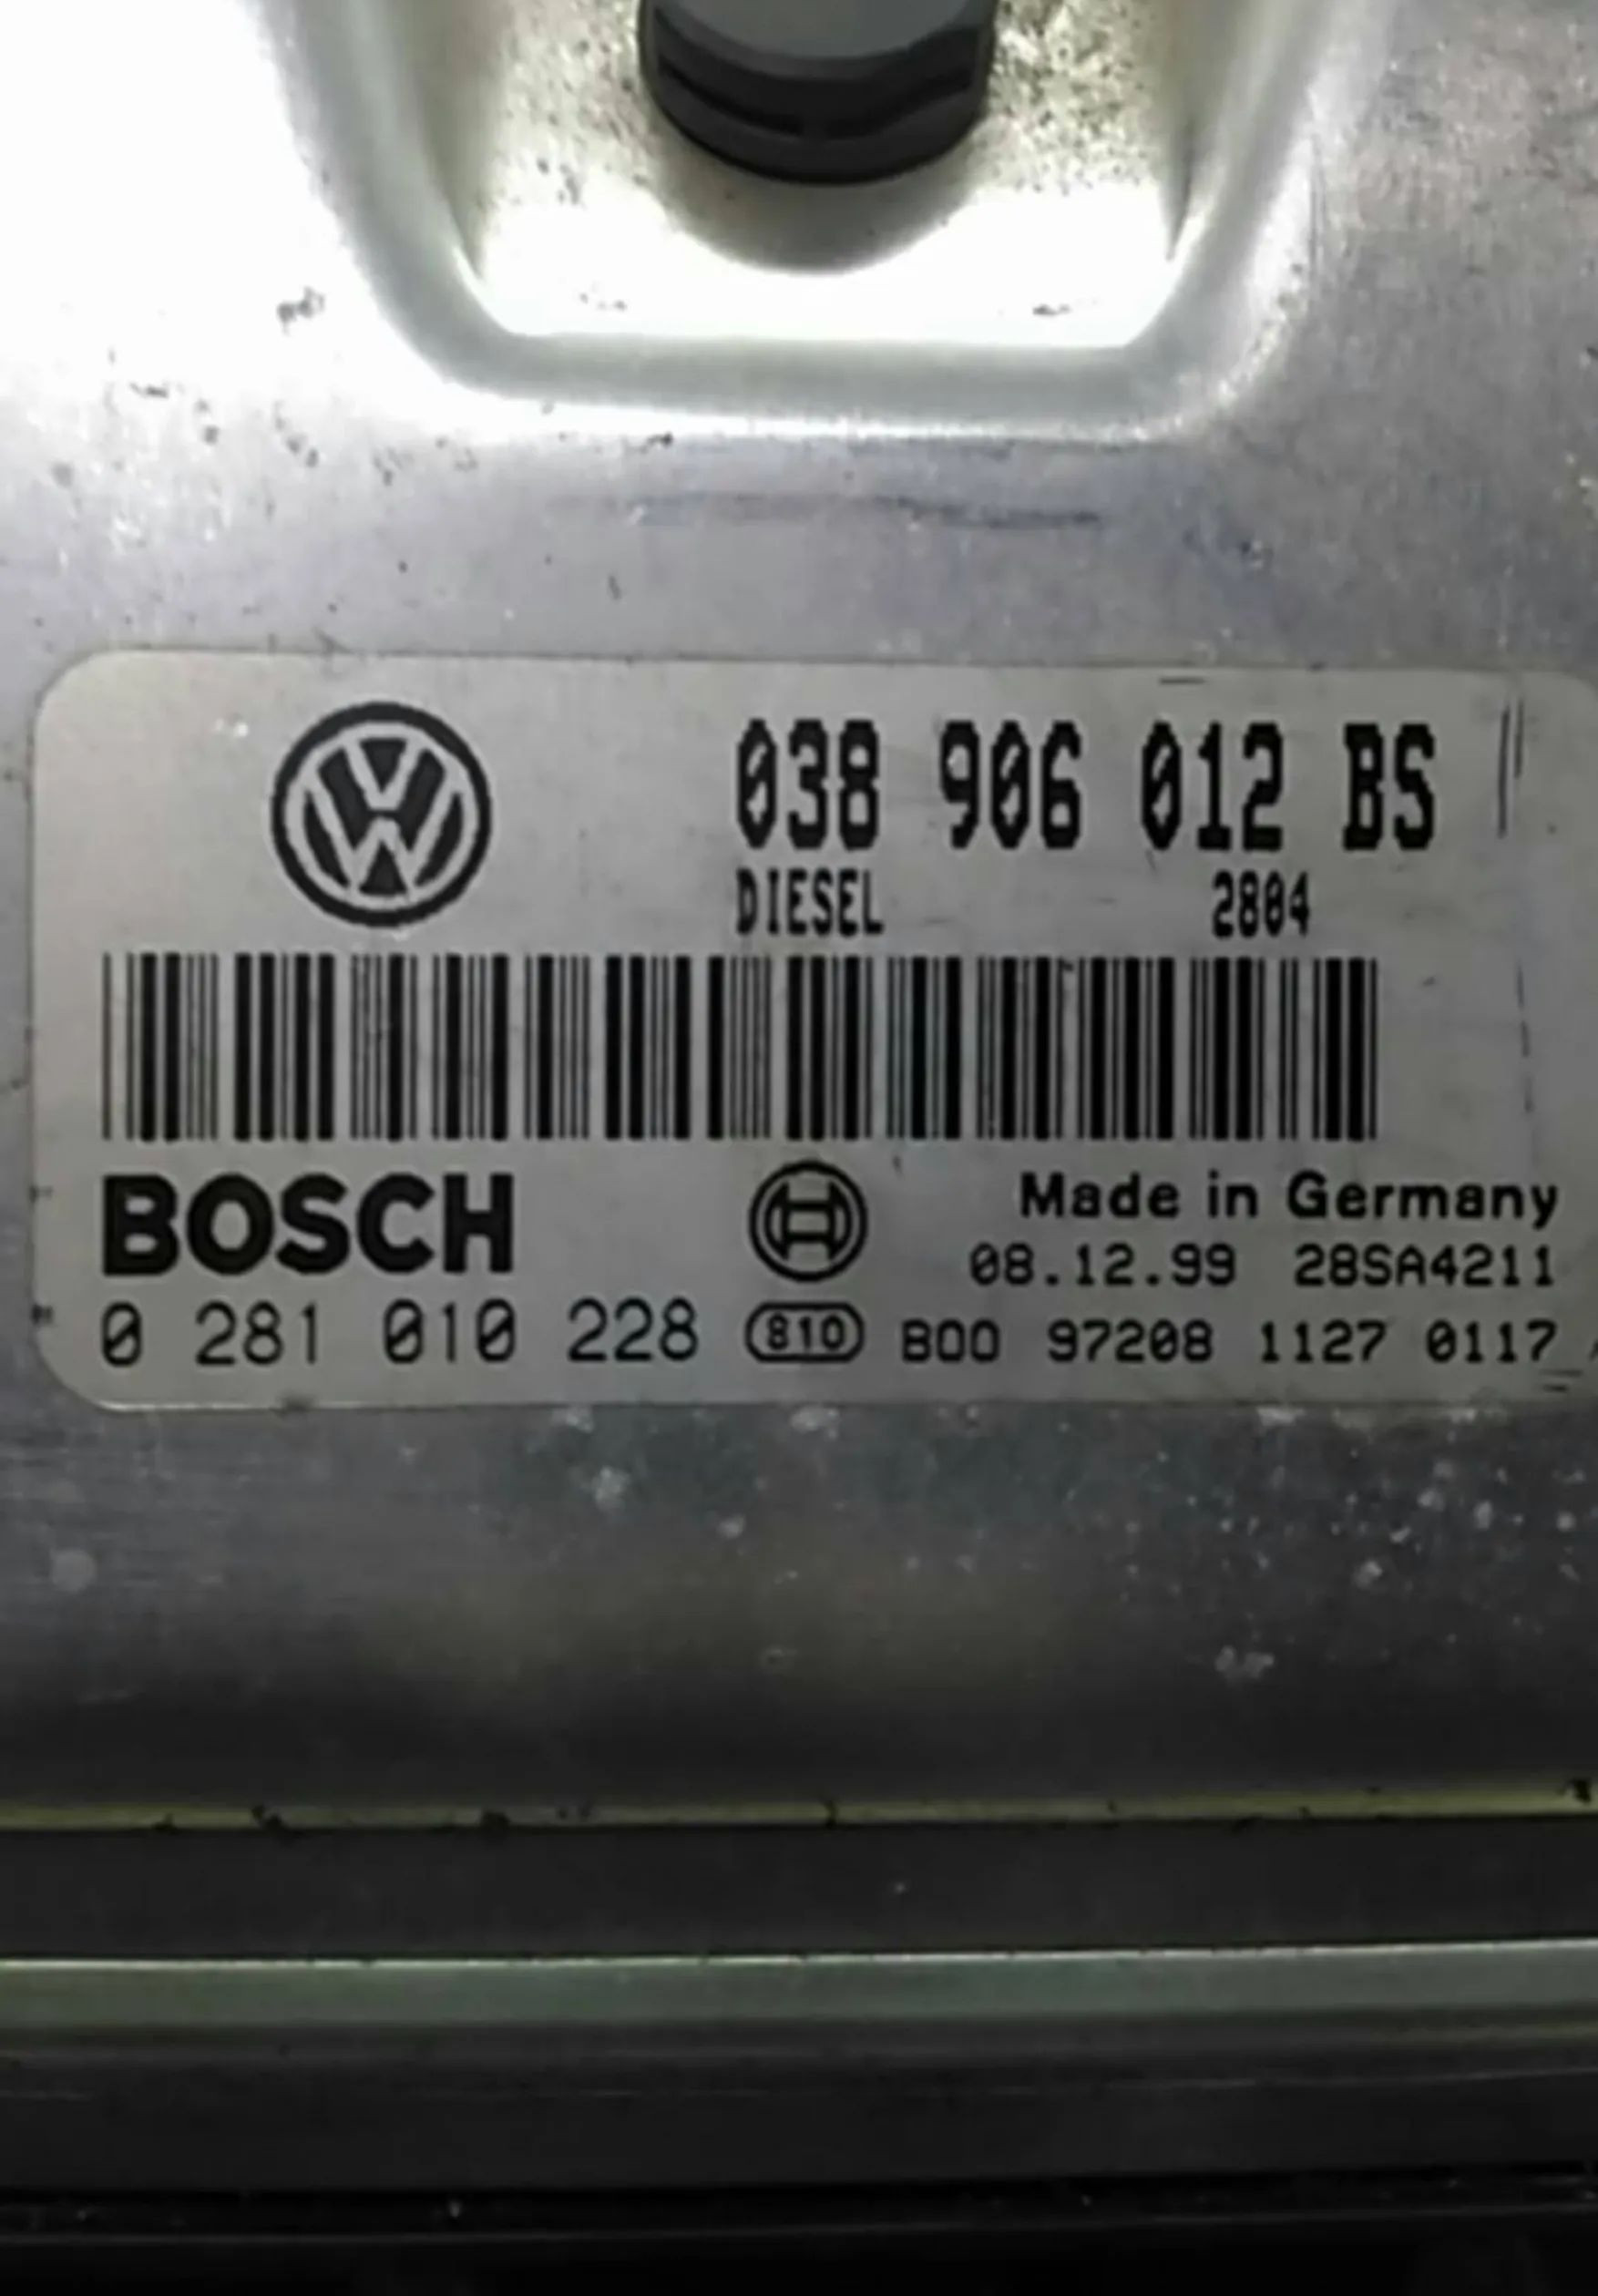 038 906 012 BS
DIESEL 2804
BOSCH
Made in Germany
08.12.99 28SA4211
0 281 010 228 810 B00 97208 1127 0117